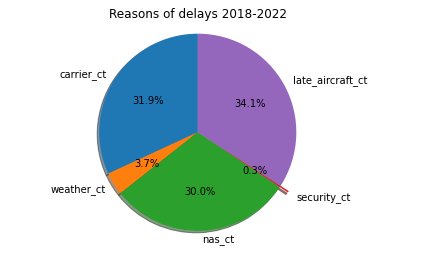 Reasons of delays 2018-2022
carrier_ct
late_aircraft_ct
31.9%
34.1%
3.7%
0.3%
weather_ct
30.0%
security_ct
nas_ct